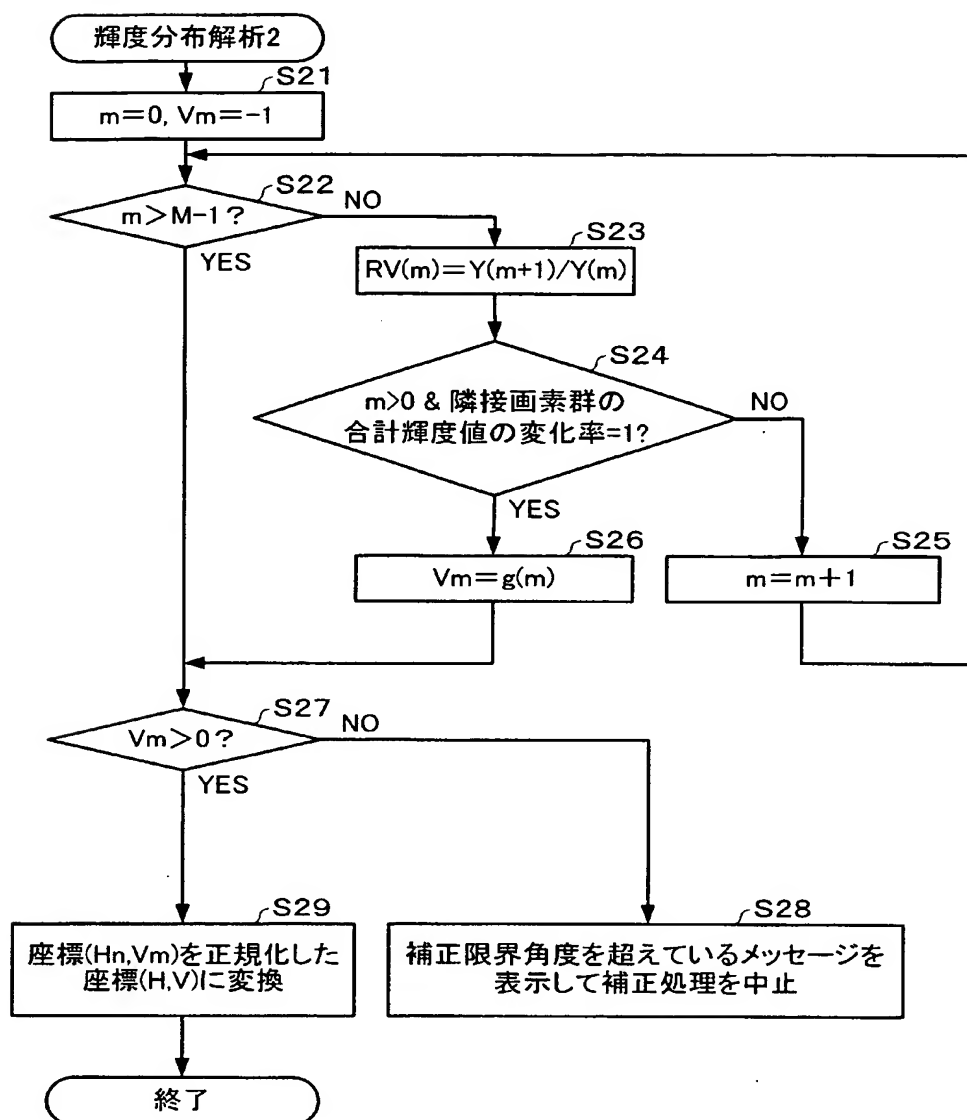 輝度分布解析2
S21
m=0, Vm=-1
S22
m>M-1?
NO
YES
S23
RV(m)=Y(m+1)/Y(m)
S24
m>0 & 隣接画素群の
合計輝度値の変化率=1?
NO
YES
S26
Vm=g(m)
S25
m=m+1
S27
Vm>0?
NO
YES
S29
座標(Hn,Vm)を正規化した
座標(H,V)に変換
S28
補正限界角度を超えているメッセージを
表示して補正処理を中止
終了